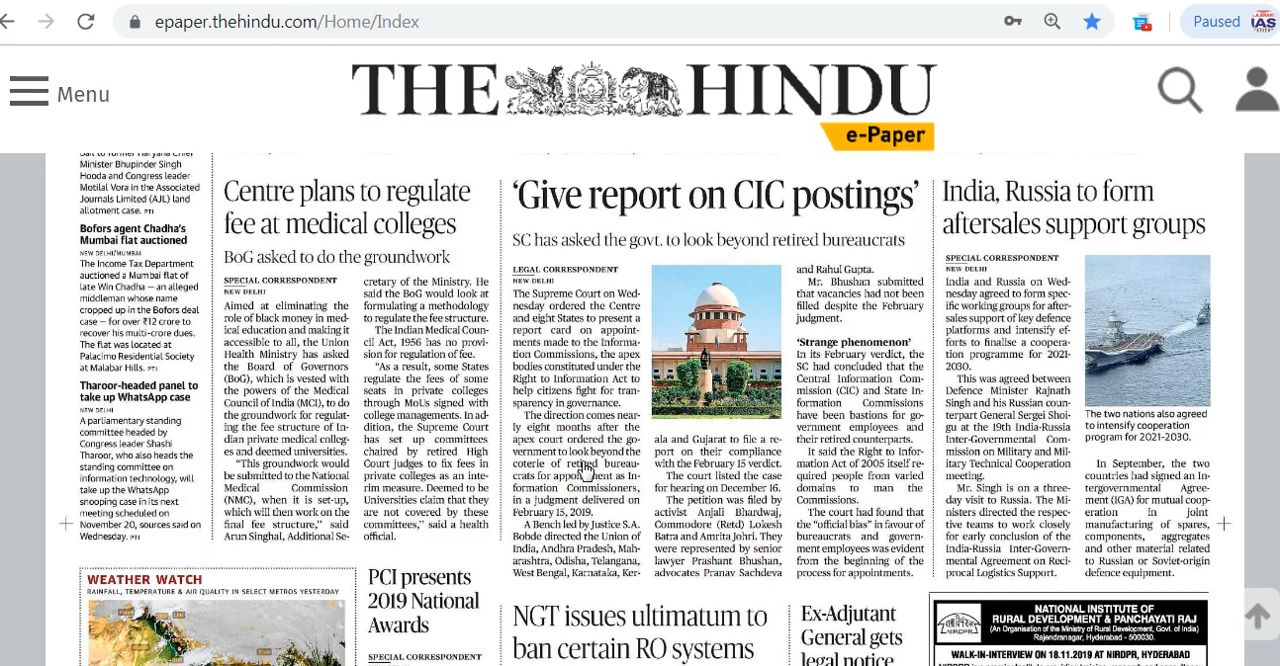 epaper.thehindu.com/Home/Index
Paused
IAS
Menu
THE HINDU
e-Paper
bail to former Haryana Chief
Minister Bhupinder Singh
Hooda and Congress leader
Motilal Vora in the Associated
Journals Limited (AJL) land
allotment case. PTI
Bofors agent Chadha's
Mumbai flat auctioned
NEW DELHI/MUMBAI
The Income Tax Department
auctioned a Mumbai flat of
late Win Chadha — an alleged
middleman whose name
cropped up in the Bofors deal
case — for over ₹12 crore to
recover his multi-crore dues.
The flat was located at
Palacimo Residential Society
at Malabar Hills. PTI
Tharoor-headed panel to
take up WhatsApp case
NEW DELHI
A parliamentary standing
committee headed by
Congress leader Shashi
Tharoor, who also heads the
standing committee on
information technology, will
take up the WhatsApp
snooping case in its next
meeting scheduled on
November 20, sources said on
Wednesday. PTI
Centre plans to regulate
fee at medical colleges
BoG asked to do the groundwork
SPECIAL CORRESPONDENT
NEW DELHI
Aimed at eliminating the
role of black money in med-
ical education and making it
accessible to all, the Union
Health Ministry has asked
the Board of Governors
(BoG), which is vested with
the powers of the Medical
Council of India (MCI), to do
the groundwork for regulat-
ing the fee structure of In-
dian private medical colleg-
es and deemed universities.
"This groundwork would
be submitted to the National
Medical Commission
(NMC), when it is set-up,
which will then work on the
final fee structure," said
Arun Singhal, Additional Se-
cretary of the Ministry. He
said the BoG would look at
formulating a methodology
to regulate the fee structure.
The Indian Medical Coun-
cil Act, 1956 has no provi-
sion for regulation of fee.
"As a result, some States
regulate the fees of some
seats in private colleges
through MoUs signed with
college managements. In ad-
dition, the Supreme Court
has set up committees
chaired by retired High
Court judges to fix fees in
private colleges as an inte-
rim measure. Deemed to be
Universities claim that they
are not covered by these
committees," said a health
official.
'Give report on CIC postings'
SC has asked the govt. to look beyond retired bureaucrats
LEGAL CORRESPONDENT
NEW DELHI
The Supreme Court on Wed-
nesday ordered the Centre
and eight States to present a
report card on appoint-
ments made to the Informa-
tion Commissions, the apex
bodies constituted under the
Right to Information Act to
help citizens fight for tran-
sparency in governance.
The direction comes near-
ly eight months after the
apex court ordered the go-
vernment to look beyond the
coterie of retired bureau-
crats for appointment as In-
formation Commissioners,
in a judgment delivered on
February 15, 2019.
A Bench led by Justice S.A.
Bobde directed the Union of
India, Andhra Pradesh, Mah-
arashtra, Odisha, Telangana,
West Bengal, Karnataka, Ker-
ala and Gujarat to file a re-
port on their compliance
with the February 15 verdict.
The court listed the case
for hearing on December 16.
The petition was filed by
activist Anjali Bhardwaj,
Commodore (Retd) Lokesh
Batra and Amrita Johri. They
were represented by senior
lawyer Prashant Bhushan,
advocates Pranav Sachdeva
and Rahul Gupta.
Mr. Bhushan submitted
that vacancies had not been
filled despite the February
judgment.
'Strange phenomenon'
In its February verdict, the
SC had concluded that the
Central Information Com-
mission (CIC) and State In-
formation Commissions
have been bastions for go-
vernment employees and
their retired counterparts.
It said the Right to Infor-
mation Act of 2005 itself re-
quired people from varied
domains to man the
Commissions.
The court had found that
the "official bias" in favour of
bureaucrats and govern-
ment employees was evident
from the beginning of the
process for appointments.
India, Russia to form
aftersales support groups
SPECIAL CORRESPONDENT
NEW DELHI
India and Russia on Wed-
nesday agreed to form spec-
ific working groups for after-
sales support of key defence
platforms and intensify ef-
forts to finalise a coopera-
tion programme for 2021-
2030.
This was agreed between
Defence Minister Rajnath
Singh and his Russian coun-
terpart General Sergei Shoi-
gu at the 19th India-Russia
Inter-Governmental Com-
mission on Military and Mili-
tary Technical Cooperation
meeting.
Mr. Singh is on a three-
day visit to Russia. The Mi-
nisters directed the respec-
tive teams to work closely
for early conclusion of the
India-Russia Inter-Govern-
mental Agreement on Reci-
procal Logistics Support.
The two nations also agreed
to intensify cooperation
program for 2021-2030.
In September, the two
countries had signed an In-
tergovernmental Agree-
ment (IGA) for mutual coop-
eration in joint
manufacturing of spares,
components, aggregates
and other material related
to Russian or Soviet-origin
defence equipment.
WEATHER WATCH
RAINFALL, TEMPERATURE & AIR QUALITY IN SELECT METROS YESTERDAY
PCI presents
2019 National
Awards
SPECIAL CORRESPONDENT
NGT issues ultimatum to
ban certain RO systems
Ex-Adjutant
General gets
legal notice
NIRDPR
NATIONAL INSTITUTE OF
RURAL DEVELOPMENT & PANCHAYATI RAJ
(An Organisation of the Ministry of Rural Development, Govt. of India)
Rajendranagar, Hyderabad - 500030.
WALK-IN-INTERVIEW ON 18.11.2019 AT NIRDPR, HYDERABAD